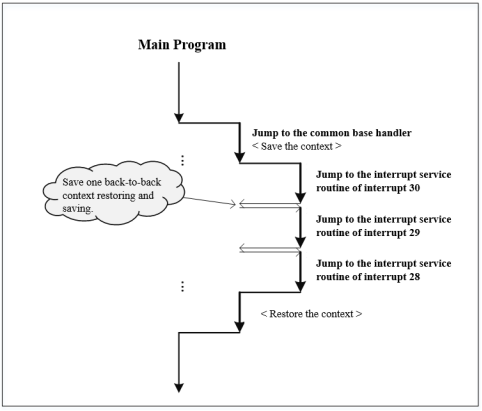 Main Program
Jump to the common base handler
< Save the context >
⋮
Jump to the interrupt service
routine of interrupt 30
Save one back-to-back
context restoring and
saving.
Jump to the interrupt service
routine of interrupt 29
Jump to the interrupt service
routine of interrupt 28
⋮
< Restore the context >